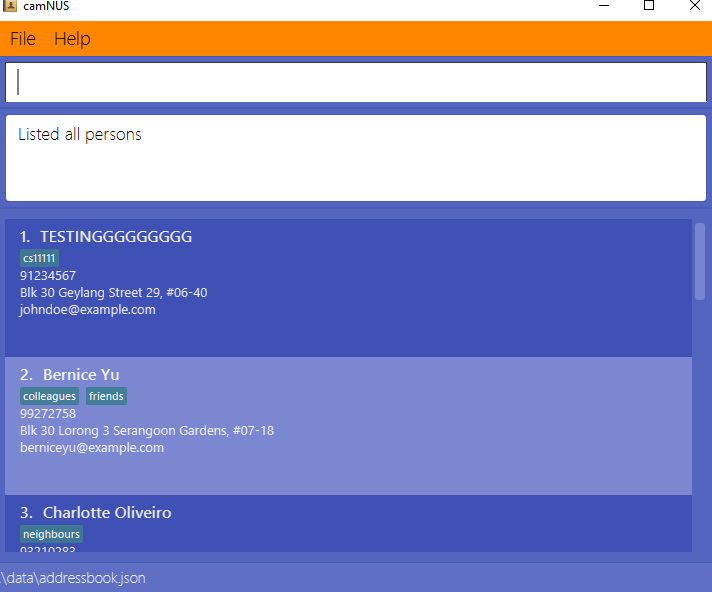 camNUS
File Help
Listed all persons
1. TESTINGGGGGGGGG
cs11111
91234567
Blk 30 Geylang Street 29, #06-40
johndoe@example.com
2. Bernice Yu
colleagues friends
99272758
Blk 30 Lorong 3 Serangoon Gardens, #07-18
berniceyu@example.com
3. Charlotte Oliveiro
neighbours
93210283
\data\addressbook.json